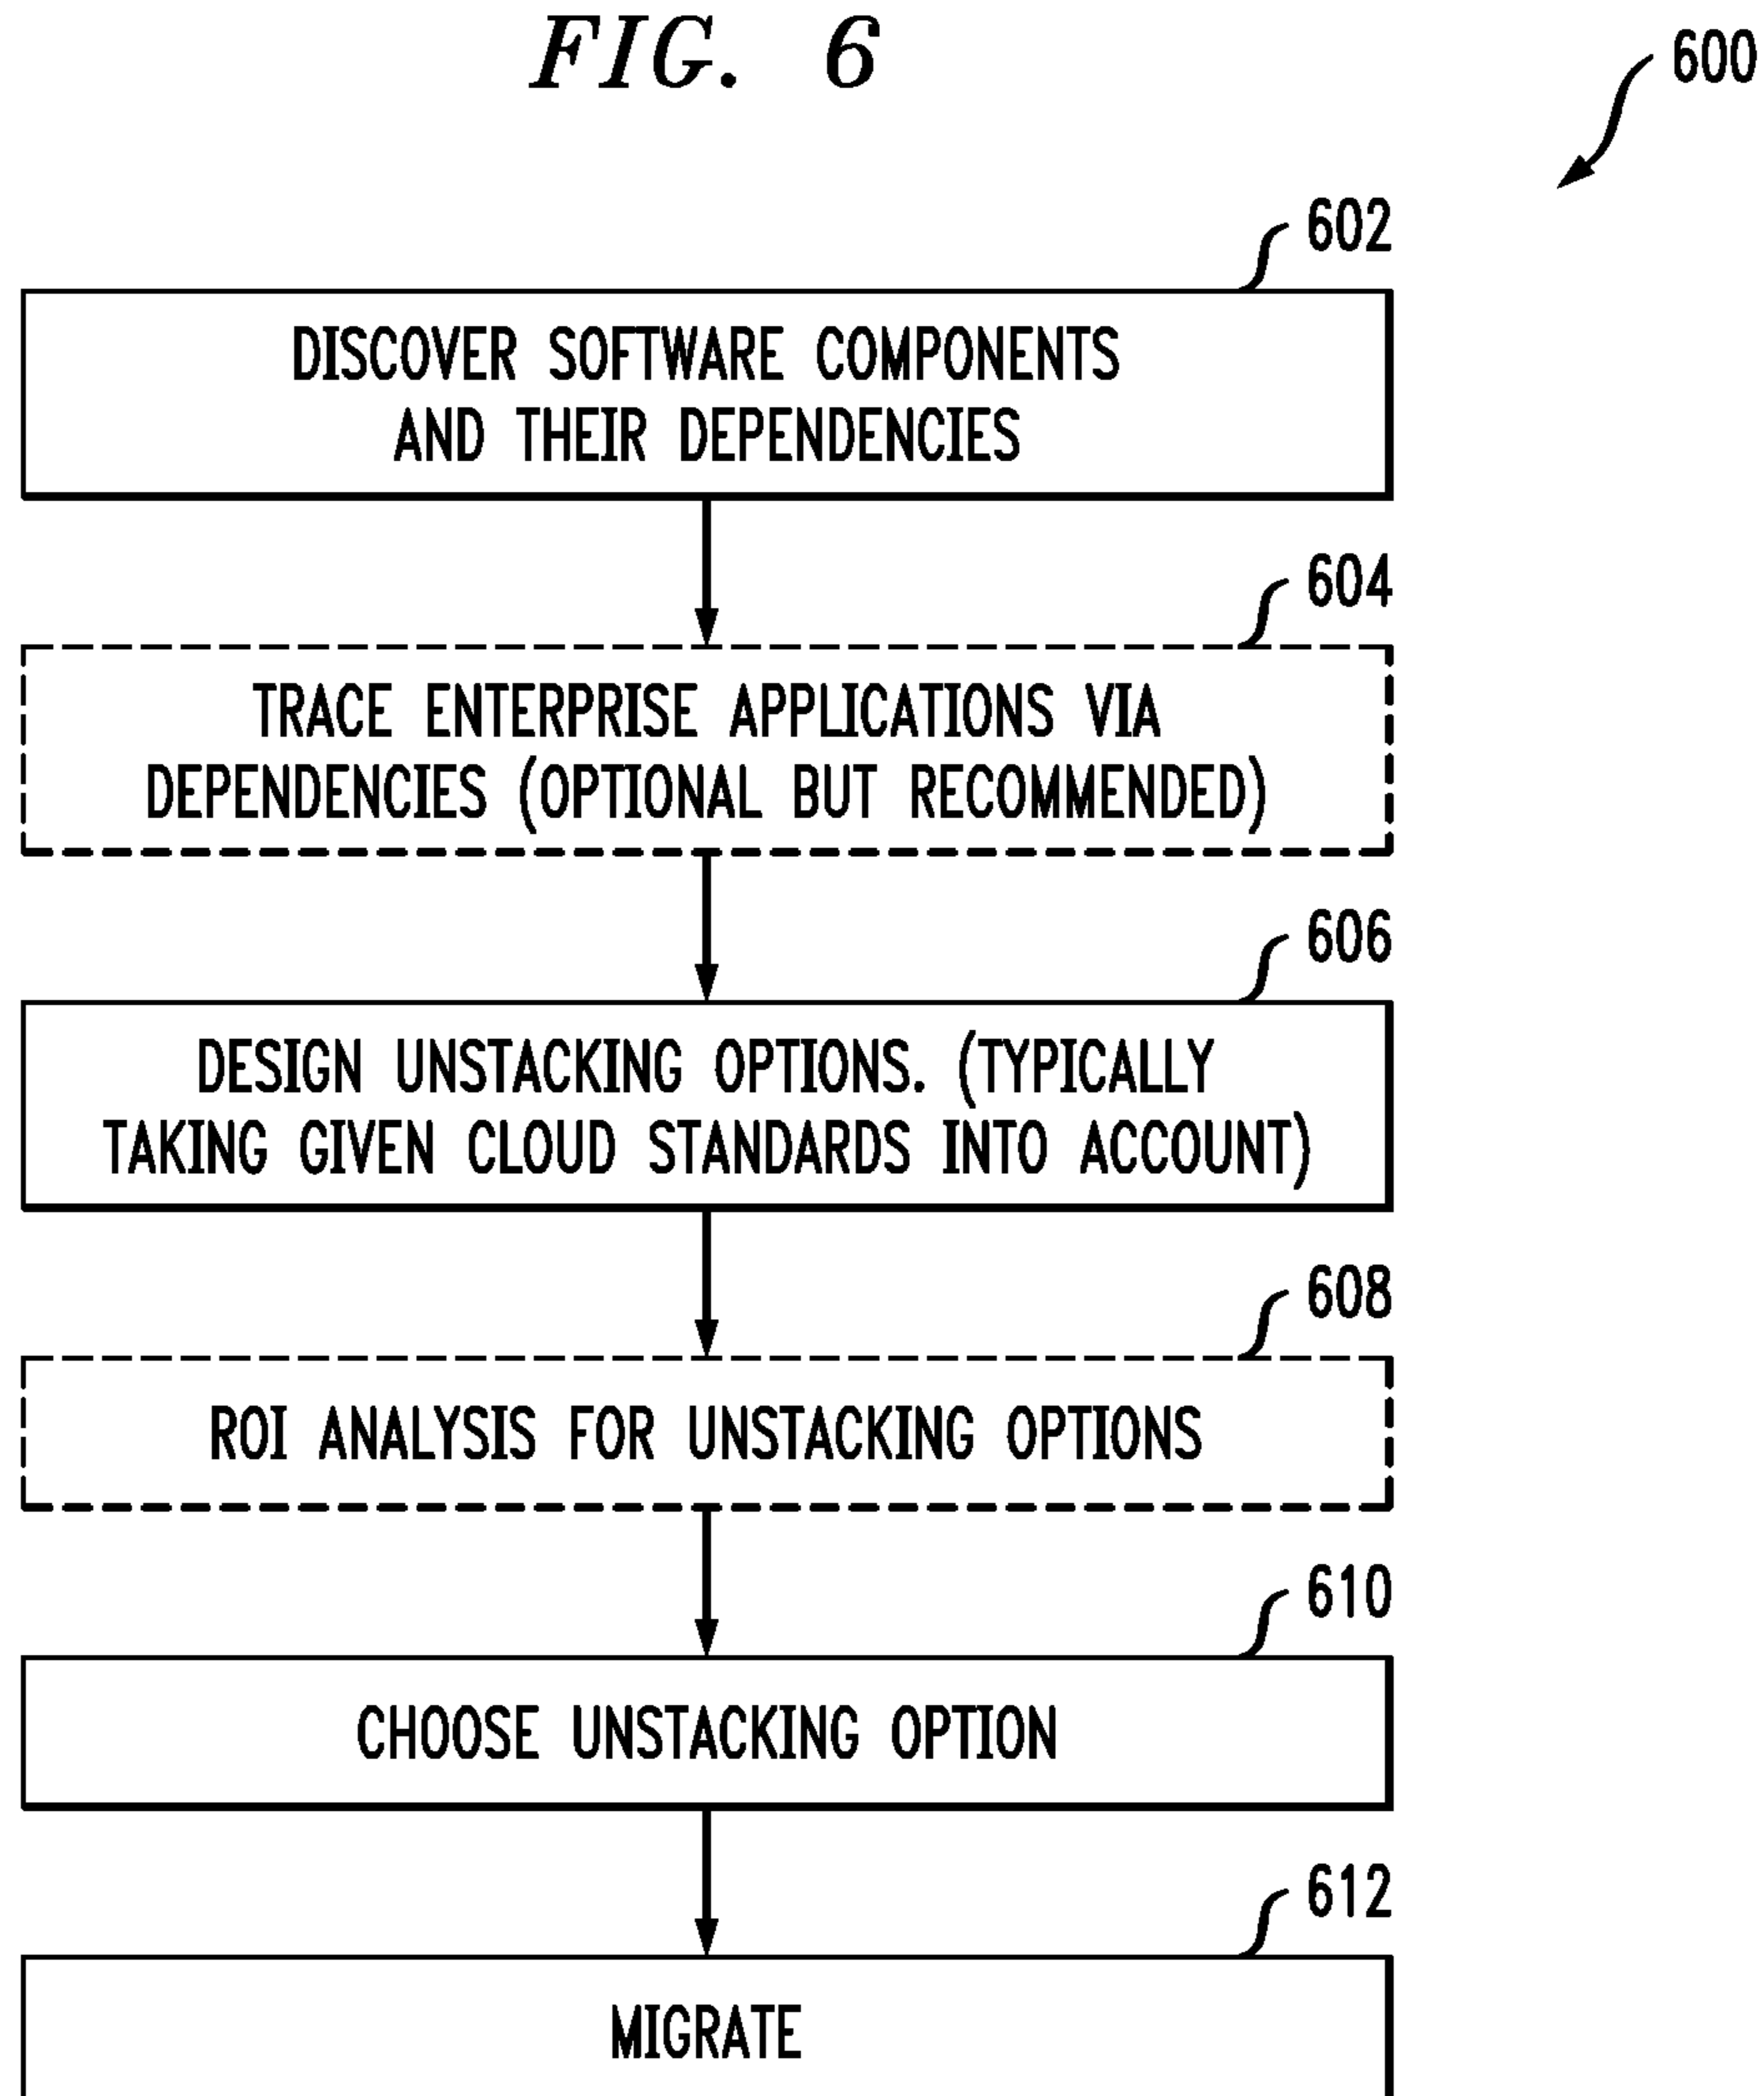 FIG. 6
600
602
DISCOVER SOFTWARE COMPONENTS
AND THEIR DEPENDENCIES
604
TRACE ENTERPRISE APPLICATIONS VIA
DEPENDENCIES (OPTIONAL BUT RECOMMENDED)
606
DESIGN UNSTACKING OPTIONS. (TYPICALLY
TAKING GIVEN CLOUD STANDARDS INTO ACCOUNT)
608
ROI ANALYSIS FOR UNSTACKING OPTIONS
610
CHOOSE UNSTACKING OPTION
612
MIGRATE